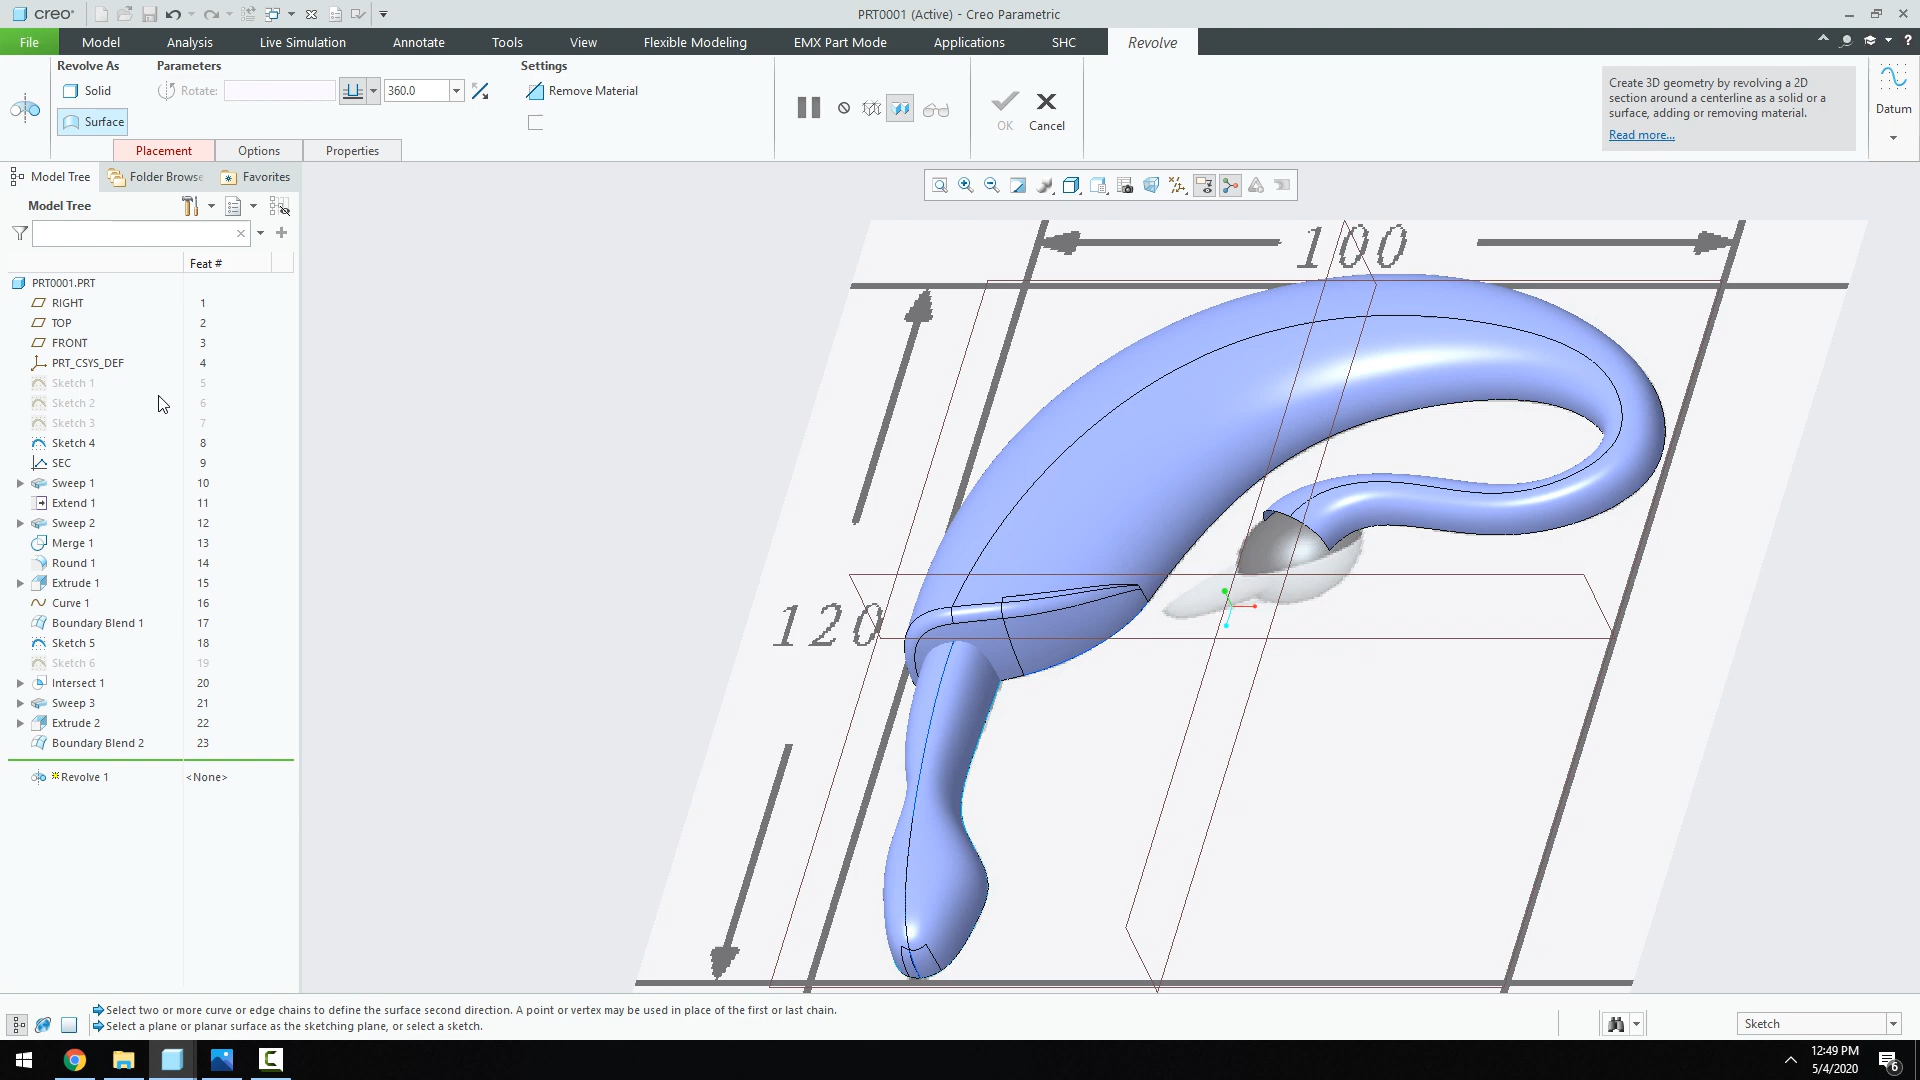 creo
PRT0001 (Active) - Creo Parametric
File Model Analysis Live Simulation Annotate Tools View Flexible Modeling EMX Part Mode Applications SHC Revolve
Revolve As Parameters Settings
Solid Rotate: 360.0 Remove Material
Surface
OK Cancel
Placement Options Properties
Create 3D geometry by revolving a 2D
section around a centerline as a solid or a
surface, adding or removing material.
Read more...
Datum
Model Tree Folder Browse Favorites
Model Tree
Feat #
PRT0001.PRT
RIGHT 1
TOP 2
FRONT 3
PRT_CSYS_DEF 4
Sketch 1 5
Sketch 2 6
Sketch 3 7
Sketch 4 8
SEC 9
Sweep 1 10
Extend 1 11
Sweep 2 12
Merge 1 13
Round 1 14
Extrude 1 15
Curve 1 16
Boundary Blend 1 17
Sketch 5 18
Sketch 6 19
Intersect 1 20
Sweep 3 21
Extrude 2 22
Boundary Blend 2 23
Revolve 1 <None>
100
120
Select two or more curve or edge chains to define the surface second direction. A point or vertex may be used in place of the first or last chain.
Select a plane or planar surface as the sketching plane, or select a sketch.
Sketch
12:49 PM
5/4/2020
6